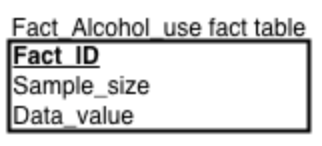 Fact_Alcohol_use fact table
Fact_ID
Sample_size
Data_value